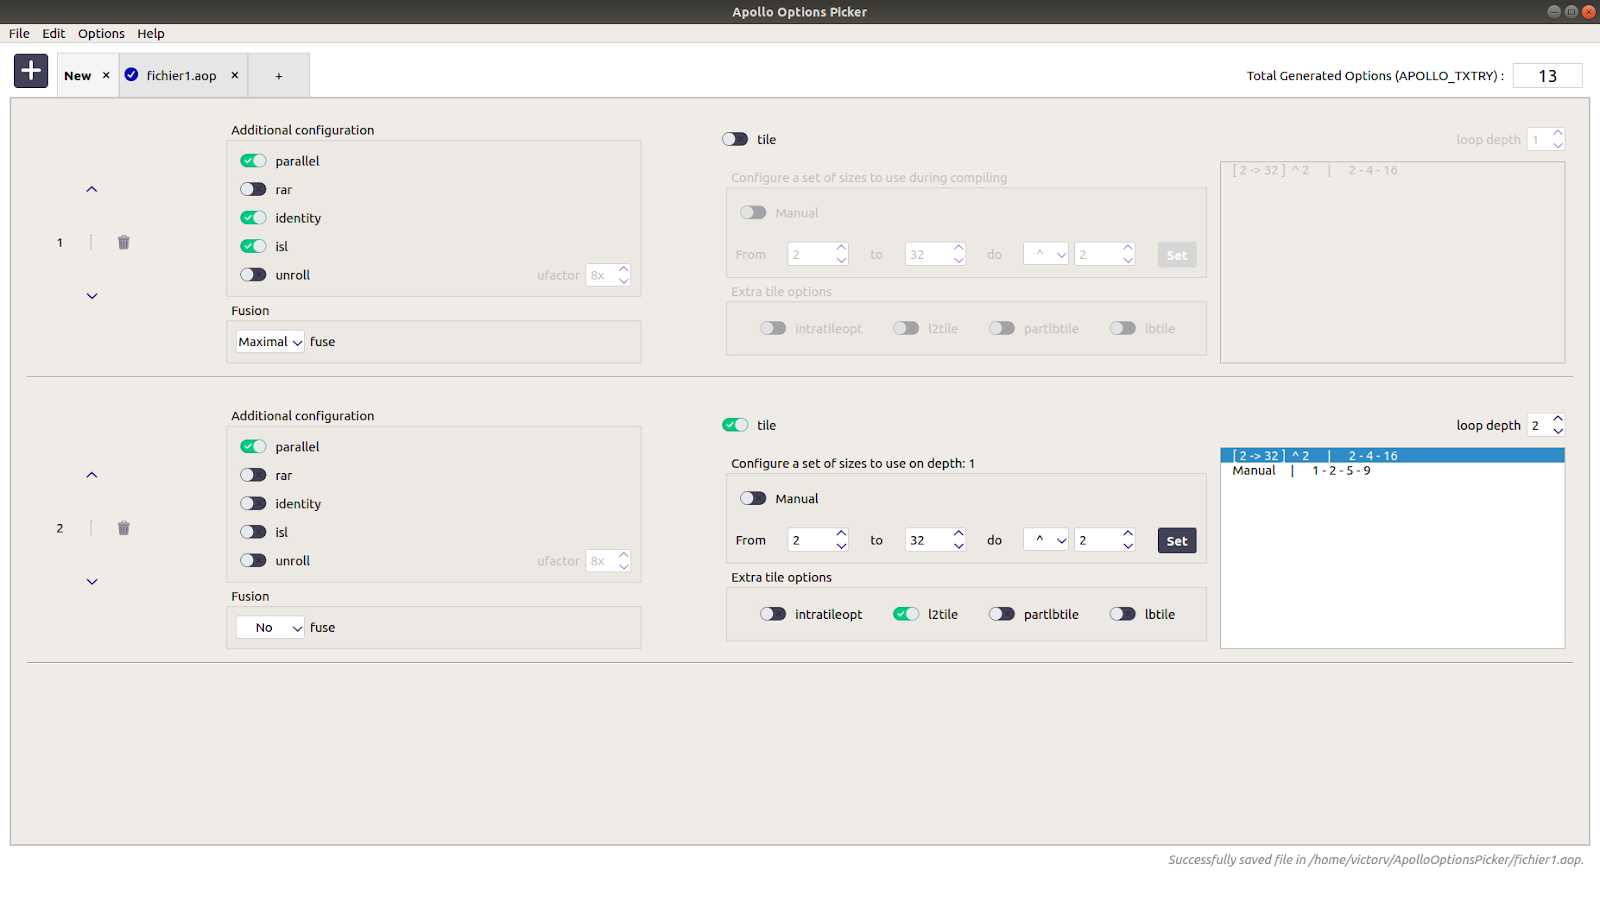 Apollo Options Picker
File Edit Options Help
New × fichier1.aop × +
Total Generated Options (APOLLO_TXTRY) : 13
Additional configuration
parallel
rar
identity
isl
unroll ufactor 8x
Fusion
Maximal fuse
1
tile
loop depth 1
Configure a set of sizes to use during compiling
Manual
From 2 to 32 do ^ 2 Set
Extra tile options
intratileopt l2tile partlbtile lbtile
[ 2 -> 32 ] ^ 2 | 2 - 4 - 16
Additional configuration
parallel
rar
identity
isl
unroll ufactor 8x
Fusion
No fuse
2
tile
loop depth 2
Configure a set of sizes to use on depth: 1
Manual
From 2 to 32 do ^ 2 Set
Extra tile options
intratileopt l2tile partlbtile lbtile
[ 2 -> 32 ] ^ 2 | 2 - 4 - 16
Manual | 1 - 2 - 5 - 9
Successfully saved file in /home/victorv/ApolloOptionsPicker/fichier1.aop.